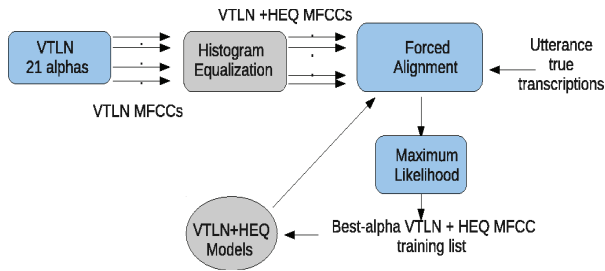 VTLN +HEQ MFCCs
VTLN
21 alphas
Histogram
Equalization
Forced
Alignment
Utterance
true
transcriptions
VTLN MFCCs
Maximum
Likelihood
VTLN+HEQ
Models
Best-alpha VTLN + HEQ MFCC
training list